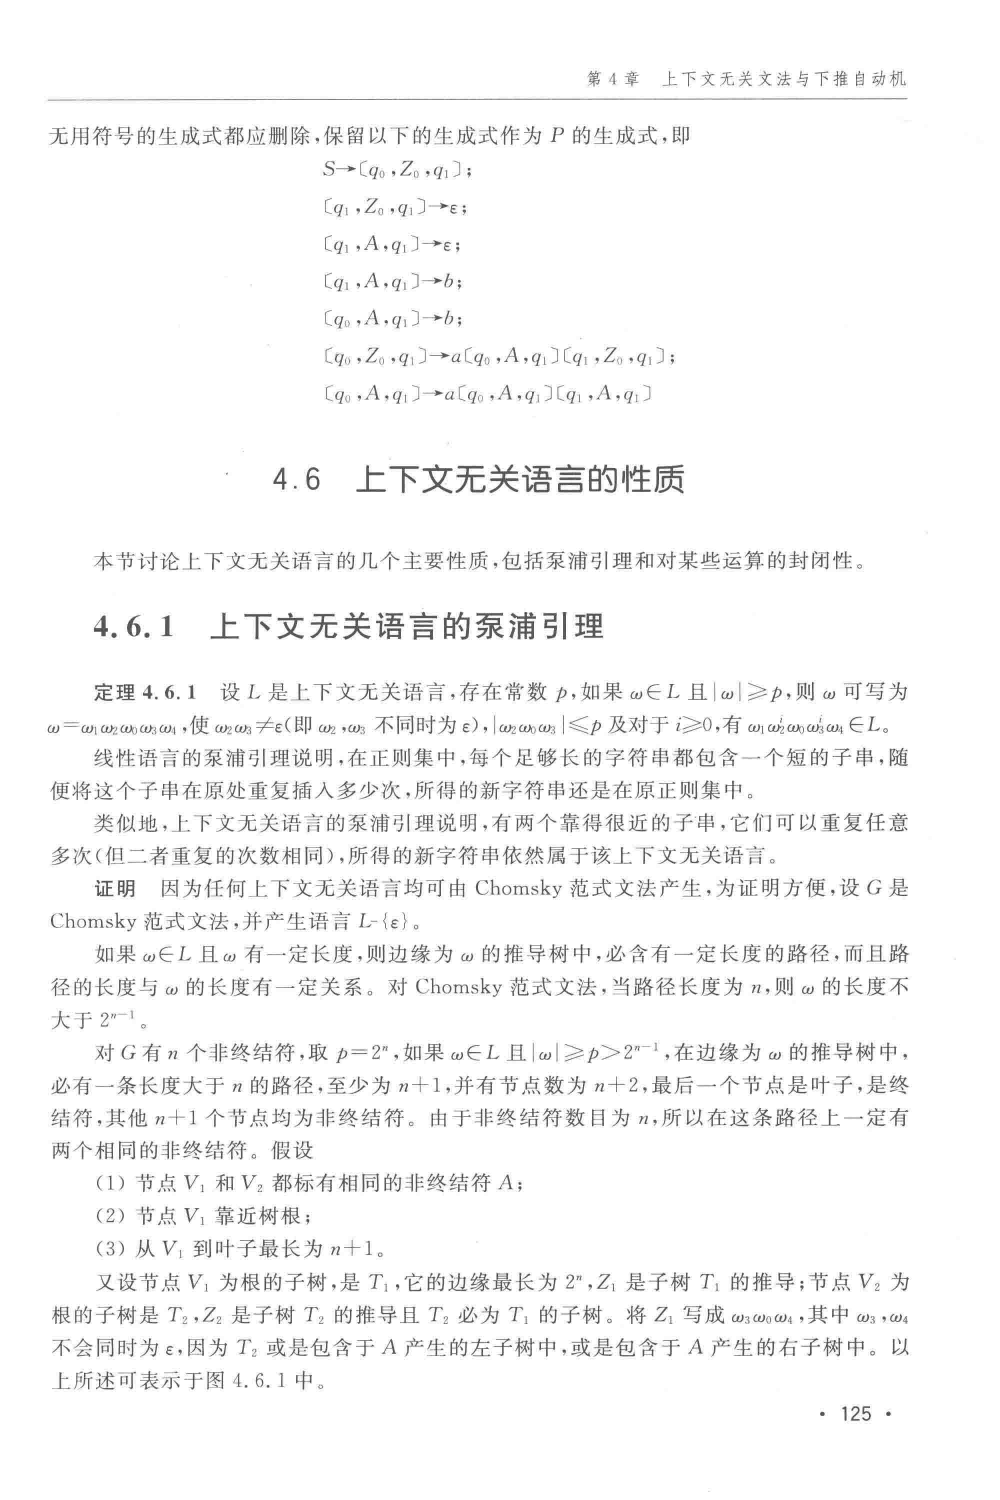 第 4 章 上下文无关文法与下推自动机
无用符号的生成式都应删除,保留以下的生成式作为 P 的生成式,即
S→〔q₀,Z₀,q₁〕;
〔q₁,Z₀,q₁〕→ε;
〔q₁,A,q₁〕→ε;
〔q₁,A,q₁〕→b;
〔q₀,A,q₁〕→b;
〔q₀,Z₀,q₁〕→a〔q₀,A,q₁〕〔q₁,Z₀,q₁〕;
〔q₀,A,q₁〕→a〔q₀,A,q₁〕〔q₁,A,q₁〕
4.6 上下文无关语言的性质
本节讨论上下文无关语言的几个主要性质,包括泵浦引理和对某些运算的封闭性。
4.6.1 上下文无关语言的泵浦引理
定理 4.6.1 设 L 是上下文无关语言,存在常数 p,如果 ω∈L 且|ω|≥p,则 ω 可写为
ω=ω₁ω₂ω₀ω₃ω₄,使 ω₂ω₃≠ε(即 ω₂,ω₃ 不同时为 ε),|ω₂ω₀ω₃|≤p 及对于 i≥0,有 ω₁ω₂ⁱω₀ω₃ⁱω₄∈L。
线性语言的泵浦引理说明,在正则集中,每个足够长的字符串都包含一个短的子串,随
便将这个子串在原处重复插入多少次,所得的新字符串还是在原正则集中。
类似地,上下文无关语言的泵浦引理说明,有两个靠得很近的子串,它们可以重复任意
多次(但二者重复的次数相同),所得的新字符串依然属于该上下文无关语言。
证明 因为任何上下文无关语言均可由 Chomsky 范式文法产生,为证明方便,设 G 是
Chomsky 范式文法,并产生语言 L-{ε}。
如果 ω∈L 且 ω 有一定长度,则边缘为 ω 的推导树中,必含有一定长度的路径,而且路
径的长度与 ω 的长度有一定关系。对 Chomsky 范式文法,当路径长度为 n,则 ω 的长度不
大于 2ⁿ⁻¹。
对 G 有 n 个非终结符,取 p=2ⁿ,如果 ω∈L 且|ω|≥p>2ⁿ⁻¹,在边缘为 ω 的推导树中,
必有一条长度大于 n 的路径,至少为 n+1,并有节点数为 n+2,最后一个节点是叶子,是终
结符,其他 n+1 个节点均为非终结符。由于非终结符数目为 n,所以在这条路径上一定有
两个相同的非终结符。假设
(1) 节点 V₁ 和 V₂ 都标有相同的非终结符 A;
(2) 节点 V₁ 靠近树根;
(3) 从 V₁ 到叶子最长为 n+1。
又设节点 V₁ 为根的子树,是 T₁,它的边缘最长为 2ⁿ,Z₁ 是子树 T₁ 的推导;节点 V₂ 为
根的子树是 T₂,Z₂ 是子树 T₂ 的推导且 T₂ 必为 T₁ 的子树。将 Z₁ 写成 ω₃ω₀ω₄,其中 ω₃,ω₄
不会同时为 ε,因为 T₂ 或是包含于 A 产生的左子树中,或是包含于 A 产生的右子树中。以
上所述可表示于图 4.6.1 中。
· 125 ·